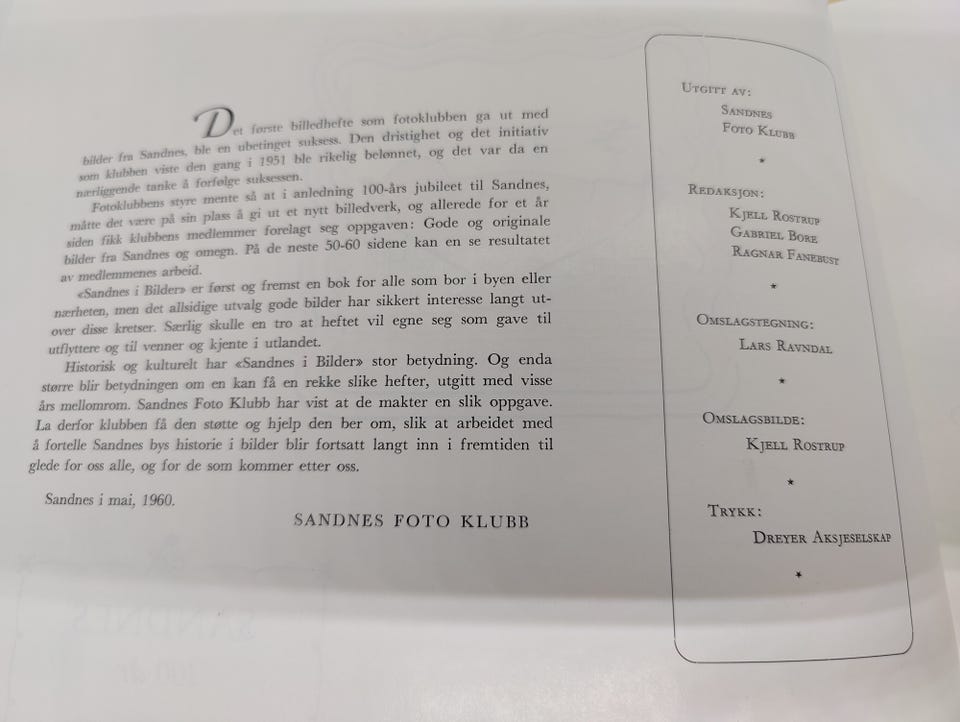 Det første billedhefte som fotoklubben ga ut med
bilder fra Sandnes, ble en ubetinget suksess. Den dristighet og det initiativ
som klubben viste den gang i 1951 ble rikelig belønnet, og det var da en
nærliggende tanke å forfølge suksessen.
Fotoklubbens styre mente så at i anledning 100-års jubileet til Sandnes,
måtte det være på sin plass å gi ut et nytt billedverk, og allerede for et år
siden fikk klubbens medlemmer forelagt seg oppgaven: Gode og originale
bilder fra Sandnes og omegn. På de neste 50-60 sidene kan en se resultatet
av medlemmenes arbeid.
«Sandnes i Bilder» er først og fremst en bok for alle som bor i byen eller
nærheten, men det allsidige utvalg gode bilder har sikkert interesse langt ut-
over disse kretser. Særlig skulle en tro at heftet vil egne seg som gave til
utflyttere og til venner og kjente i utlandet.
Historisk og kulturelt har «Sandnes i Bilder» stor betydning. Og enda
større blir betydningen om en kan få en rekke slike hefter, utgitt med visse
års mellomrom. Sandnes Foto Klubb har vist at de makter en slik oppgave.
La derfor klubben få den støtte og hjelp den ber om, slik at arbeidet med
å fortelle Sandnes bys historie i bilder blir fortsatt langt inn i fremtiden til
glede for oss alle, og for de som kommer etter oss.
Sandnes i mai, 1960.
SANDNES FOTO KLUBB
UTGITT AV:
SANDNES
FOTO KLUBB
REDAKSJON:
KJELL ROSTRUP
GABRIEL BORE
RAGNAR FANEBUST
OMSLAGSTEGNING:
LARS RAVNDAL
OMSLAGSBILDE:
KJELL ROSTRUP
TRYKK:
DREYER AKSJESELSKAP
SANDNES
100 år